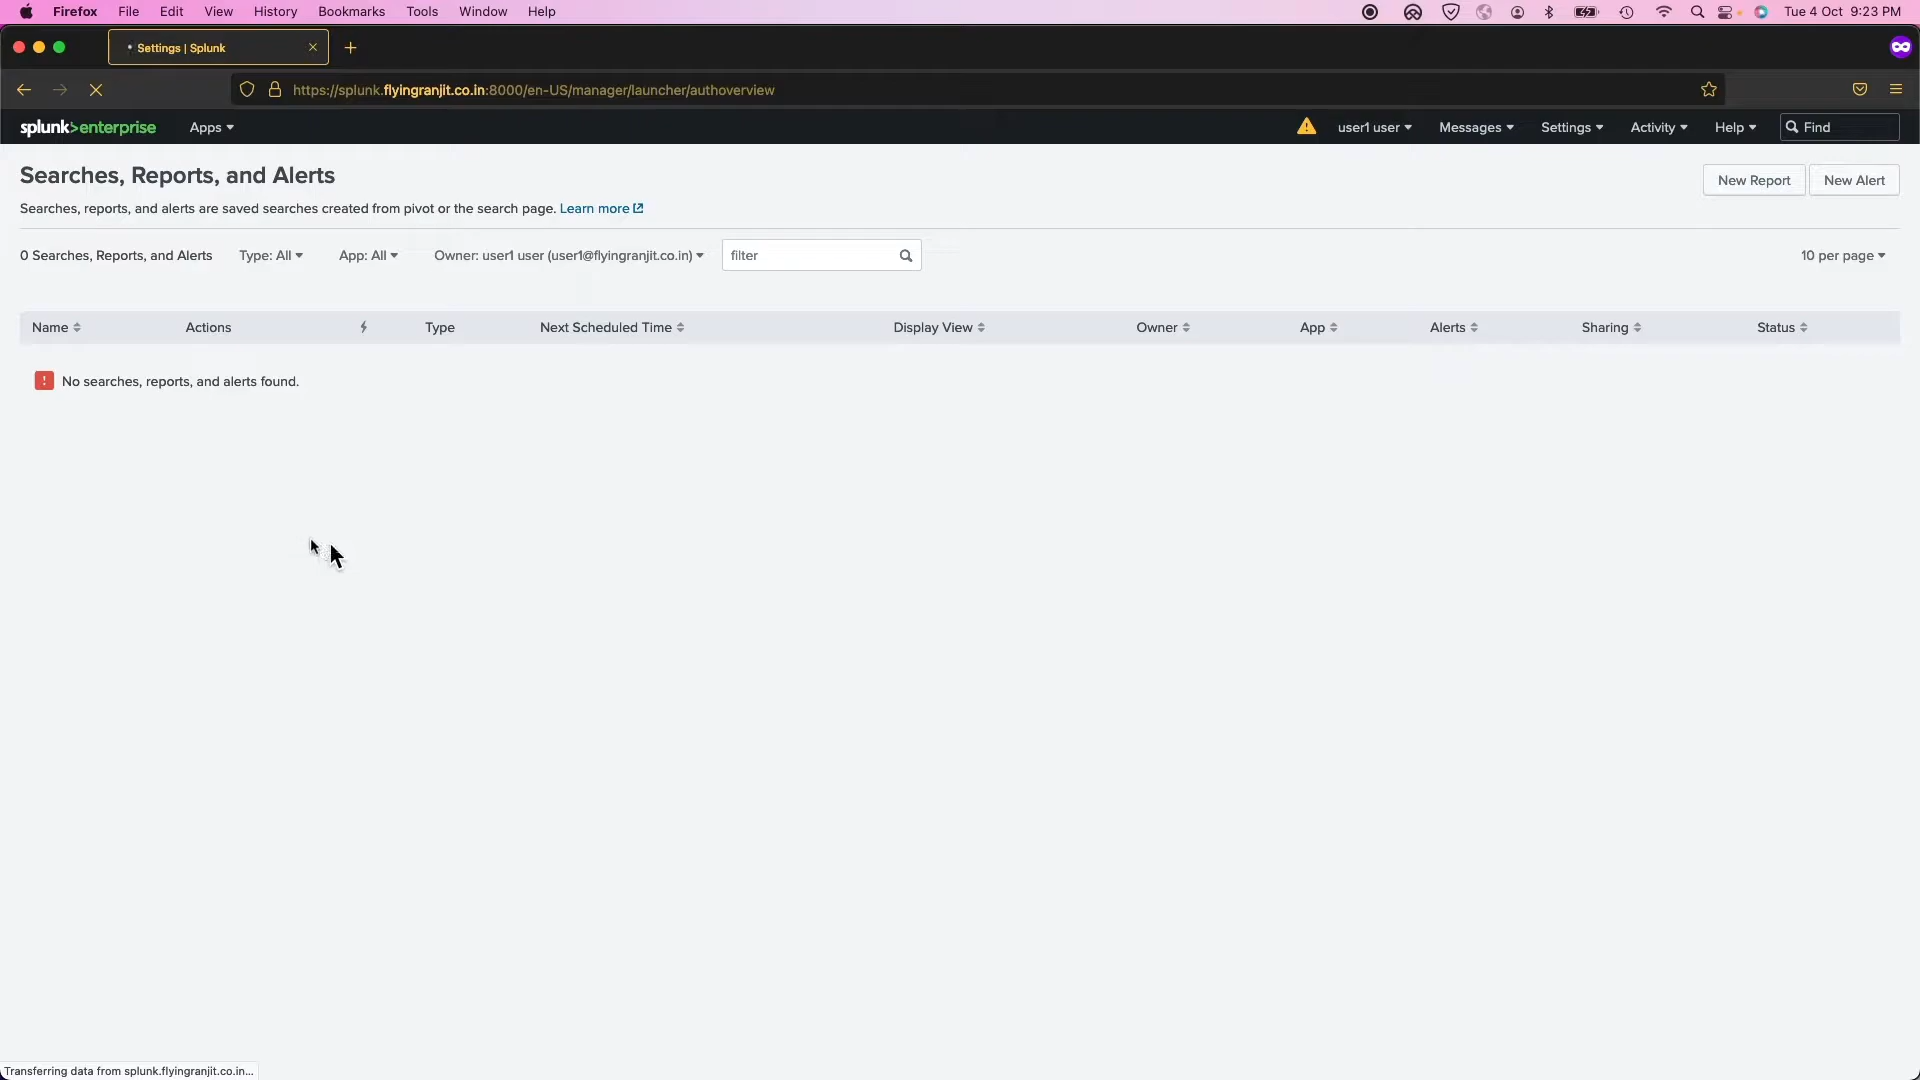 Firefox File Edit View History Bookmarks Tools Window Help Tue 4 Oct 9:23 PM
Settings | Splunk
https://splunk.flyingranjit.co.in:8000/en-US/manager/launcher/authoverview
splunk>enterprise Apps user1 user Messages Settings Activity Help Find
Searches, Reports, and Alerts
New Report New Alert
Searches, reports, and alerts are saved searches created from pivot or the search page. Learn more
0 Searches, Reports, and Alerts Type: All App: All Owner: user1 user (user1@flyingranjit.co.in) filter 10 per page
Name Actions Type Next Scheduled Time Display View Owner App Alerts Sharing Status
No searches, reports, and alerts found.
Transferring data from splunk.flyingranjit.co.in...